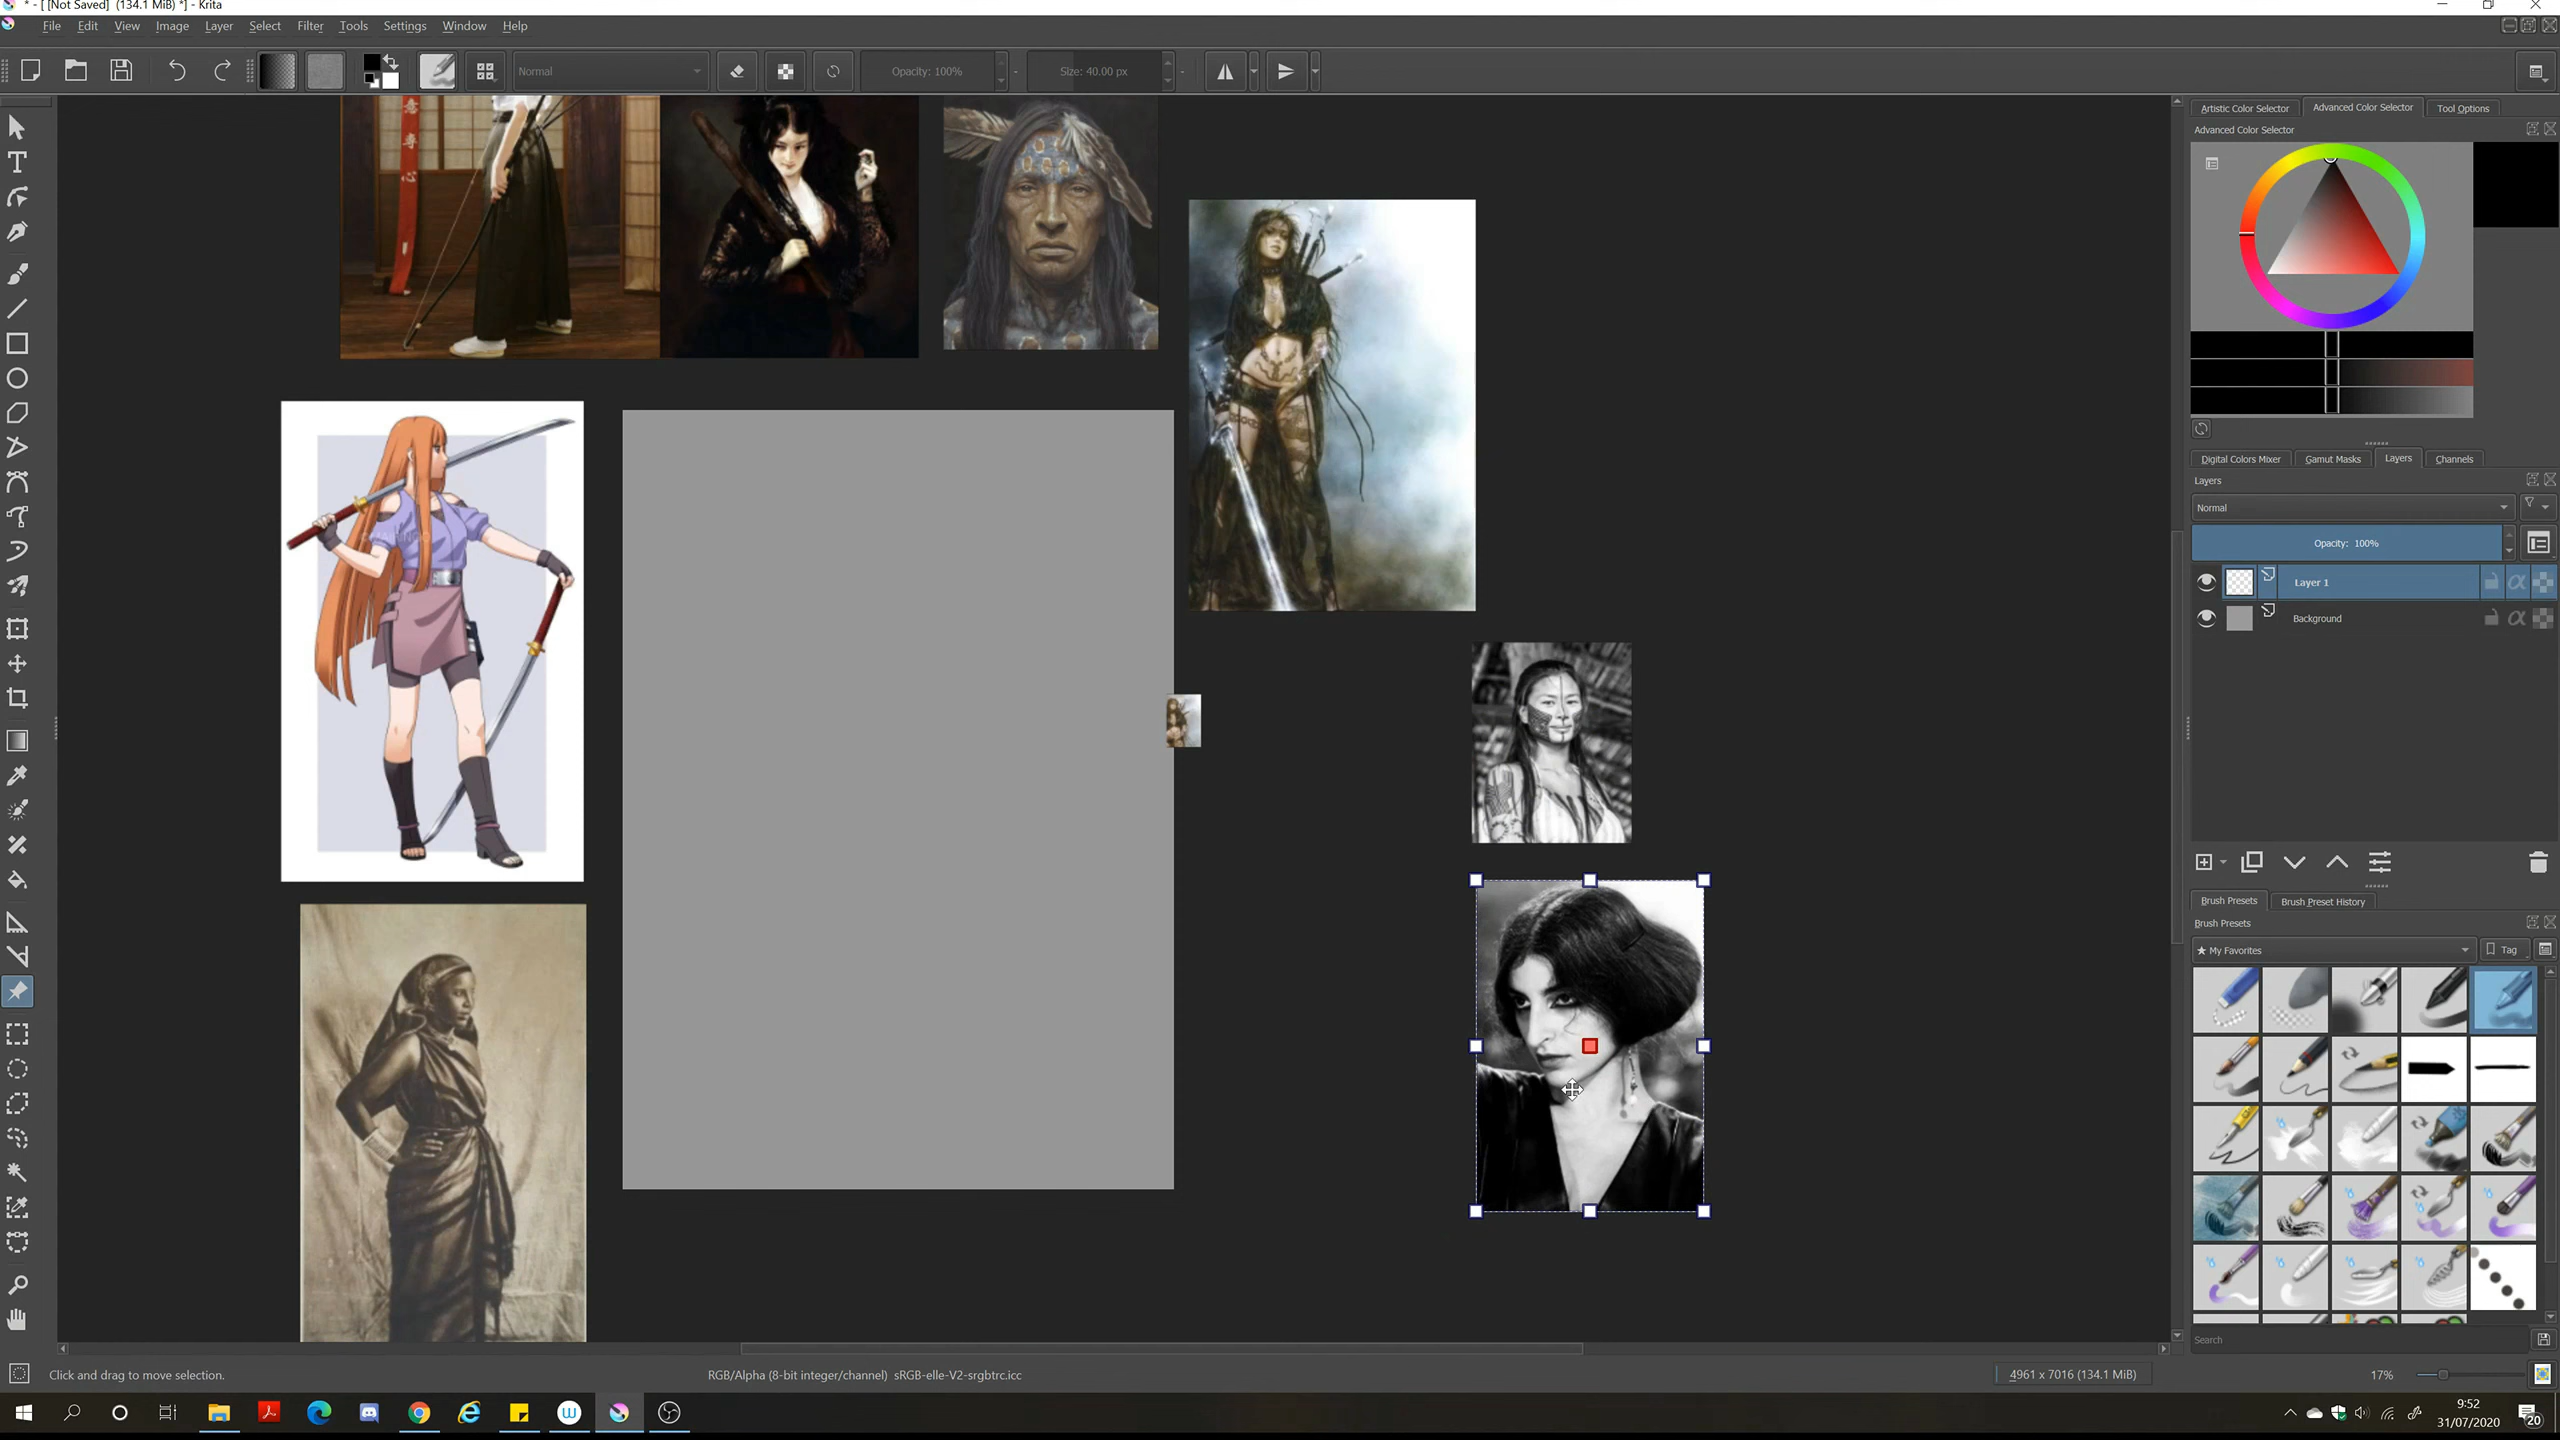 * - [ [Not Saved]  (134.1 MiB) *] - Krita
File Edit View Image Layer Select Filter Tools Settings Window Help
Normal Opacity: 100% Size: 40.00 px
Artistic Color Selector Advanced Color Selector Tool Options
Advanced Color Selector
Digital Colors Mixer Gamut Masks Layers Channels
Layers
Normal
Opacity: 100%
Layer 1
Background
Brush Presets Brush Preset History
Brush Presets
★ My Favorites Tag
Search
Click and drag to move selection. RGB/Alpha (8-bit integer/channel) sRGB-elle-V2-srgbtrc.icc 4961 x 7016 (134.1 MiB) 17%
9:52
31/07/2020
20